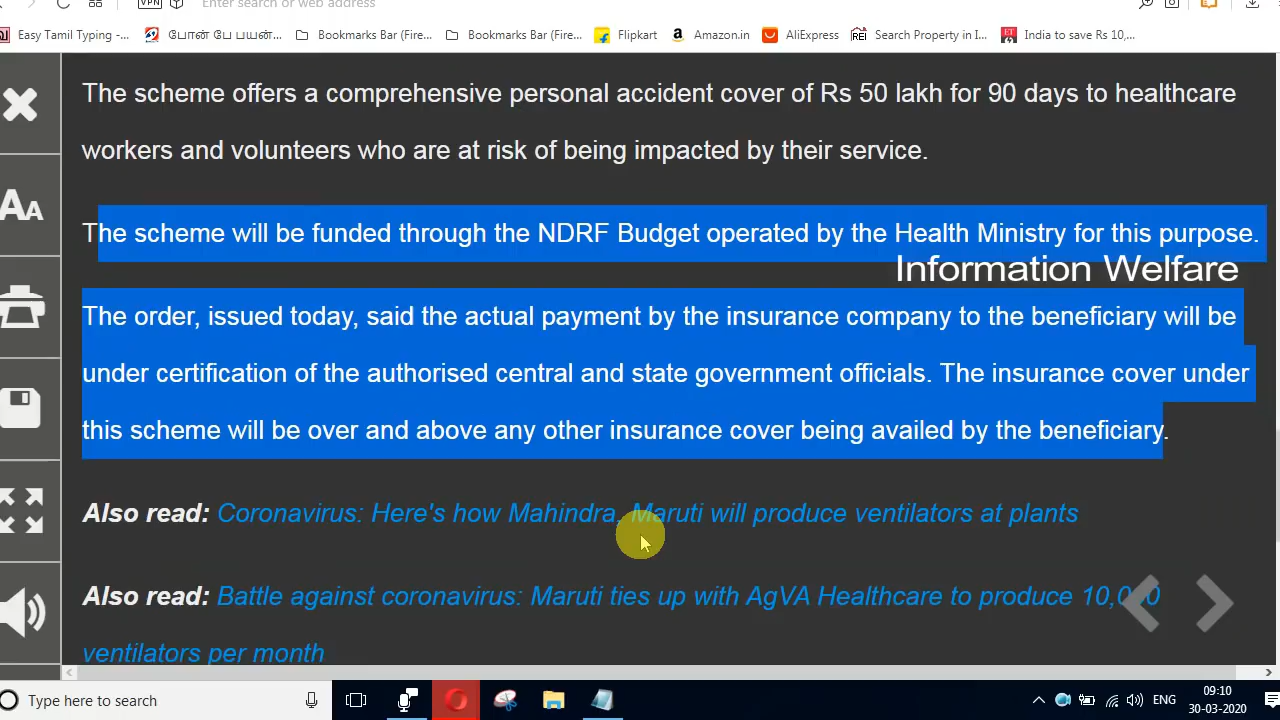 VPN Enter search or web address
Easy Tamil Typing -... போன் பே பயன்... Bookmarks Bar (Fire... Bookmarks Bar (Fire... Flipkart Amazon.in AliExpress REI Search Property in I... ET India to save Rs 10,...
The scheme offers a comprehensive personal accident cover of Rs 50 lakh for 90 days to healthcare
workers and volunteers who are at risk of being impacted by their service.
The scheme will be funded through the NDRF Budget operated by the Health Ministry for this purpose.
Information Welfare
The order, issued today, said the actual payment by the insurance company to the beneficiary will be
under certification of the authorised central and state government officials. The insurance cover under
this scheme will be over and above any other insurance cover being availed by the beneficiary.
Also read: Coronavirus: Here's how Mahindra, Maruti will produce ventilators at plants
Also read: Battle against coronavirus: Maruti ties up with AgVA Healthcare to produce 10,000
ventilators per month
AA
Type here to search
ENG
09:10
30-03-2020